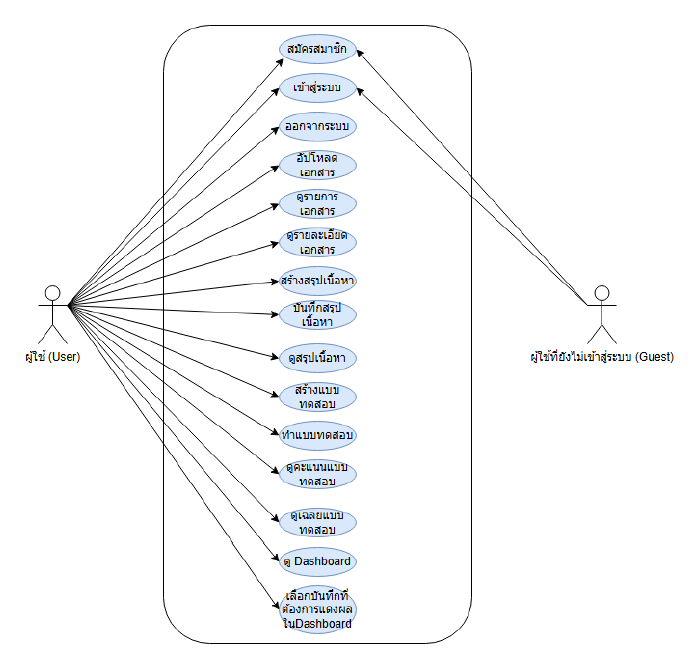 สมัครสมาชิก
เข้าสู่ระบบ
ออกจากระบบ
อัปโหลด
เอกสาร
ดูรายการ
เอกสาร
ดูรายละเอียด
เอกสาร
สร้างสรุปเนื้อหา
บันทึกสรุป
เนื้อหา
ดูสรุปเนื้อหา
สร้างแบบ
ทดสอบ
ทำแบบทดสอบ
ดูคะแนนแบบ
ทดสอบ
ดูเฉลยแบบ
ทดสอบ
ดู Dashboard
เลือกบันทึกที่
ต้องการแดงผล
ในDashboard
ผู้ใช้ (User)
ผู้ใช้ที่ยังไม่เข้าสู่ระบบ (Guest)